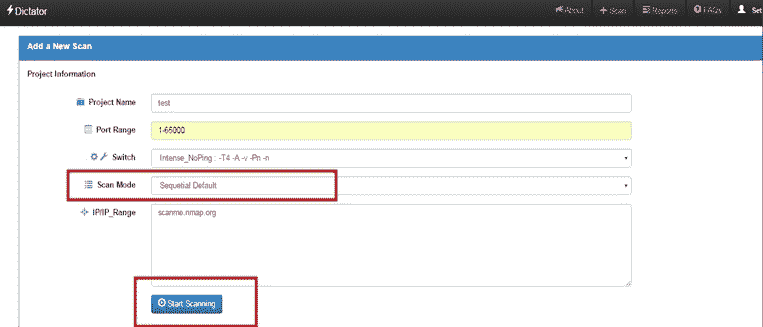 Dictator
About Scan Reports FAQs Set
Add a New Scan
Project Information
Project Name test
Port Range 1-65000
Switch Intense_NoPing : -T4 -A -v -Pn -n
Scan Mode Sequetial Default
IP/IP_Range scanme.nmap.org
Start Scanning